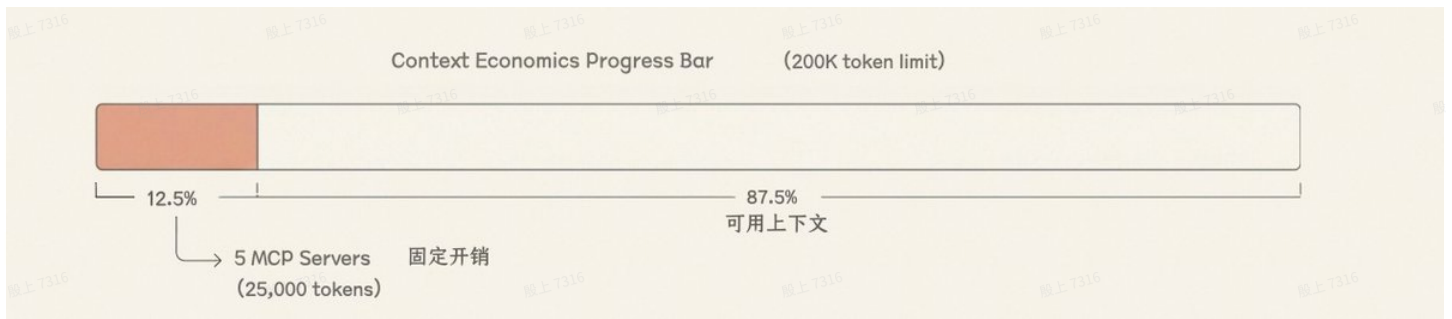 Context Economics Progress Bar (200K token limit)
12.5%
87.5%
可用上下文
5 MCP Servers 固定开销
(25,000 tokens)